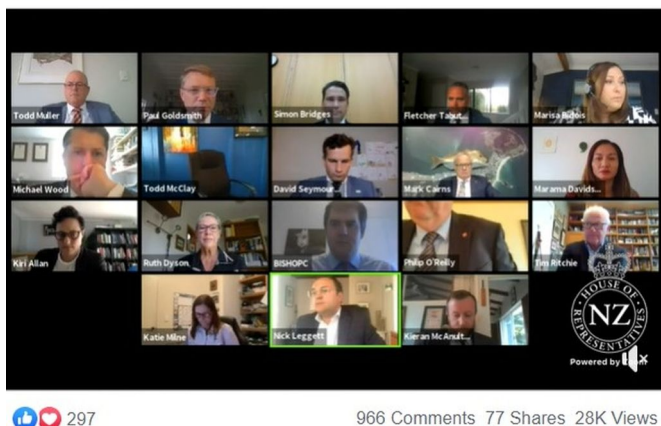 Todd Muller
Paul Goldsmith
Simon Bridges
Fletcher Tabut...
Marisa Bidois
Michael Wood
Todd McClay
David Seymour...
Mark Cairns
Marama Davids...
Kiri Allan
Ruth Dyson
BISHOPC
Philip O'Reilly
Tim Ritchie
Katie Milne
Nick Leggett
Kieran McAnult...
HOUSE OF
NZ
REPRESENTATIVES
Powered by
297
966 Comments 77 Shares 28K Views